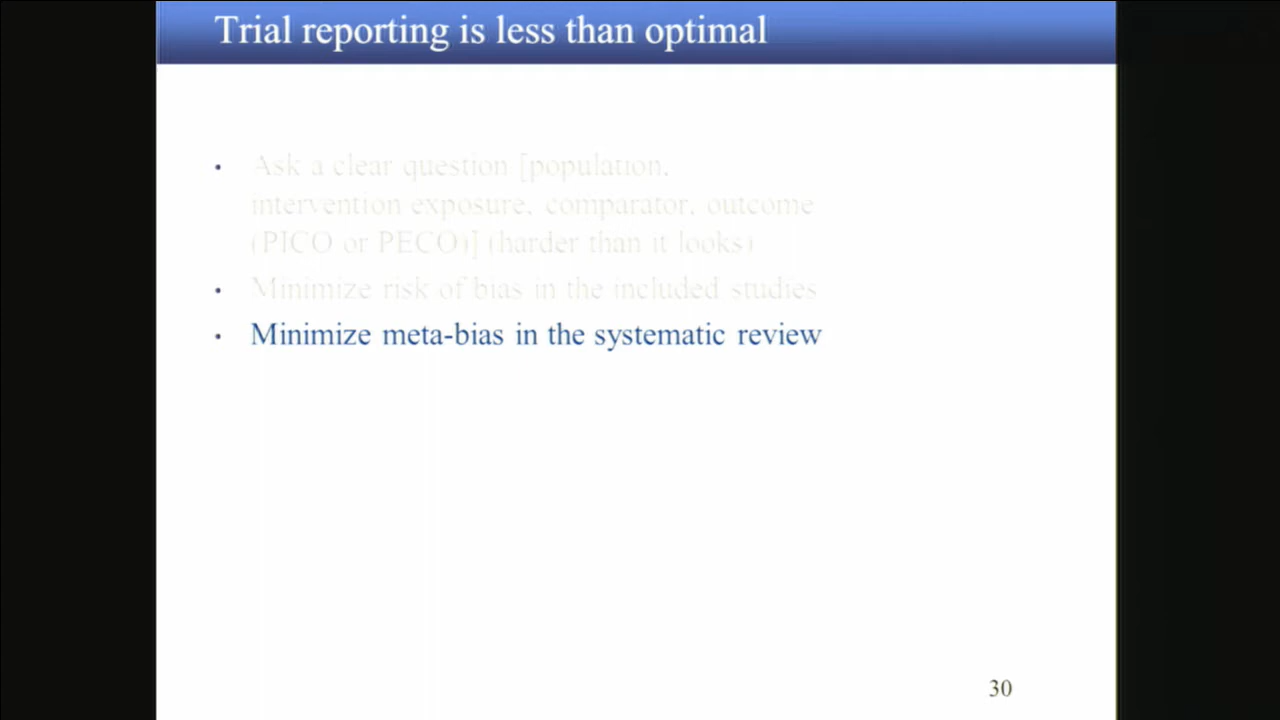 Trial reporting is less than optimal
• Ask a clear question [population,
intervention exposure, comparator, outcome
(PICO or PECO)] (harder than it looks)
• Minimize risk of bias in the included studies
• Minimize meta-bias in the systematic review
30